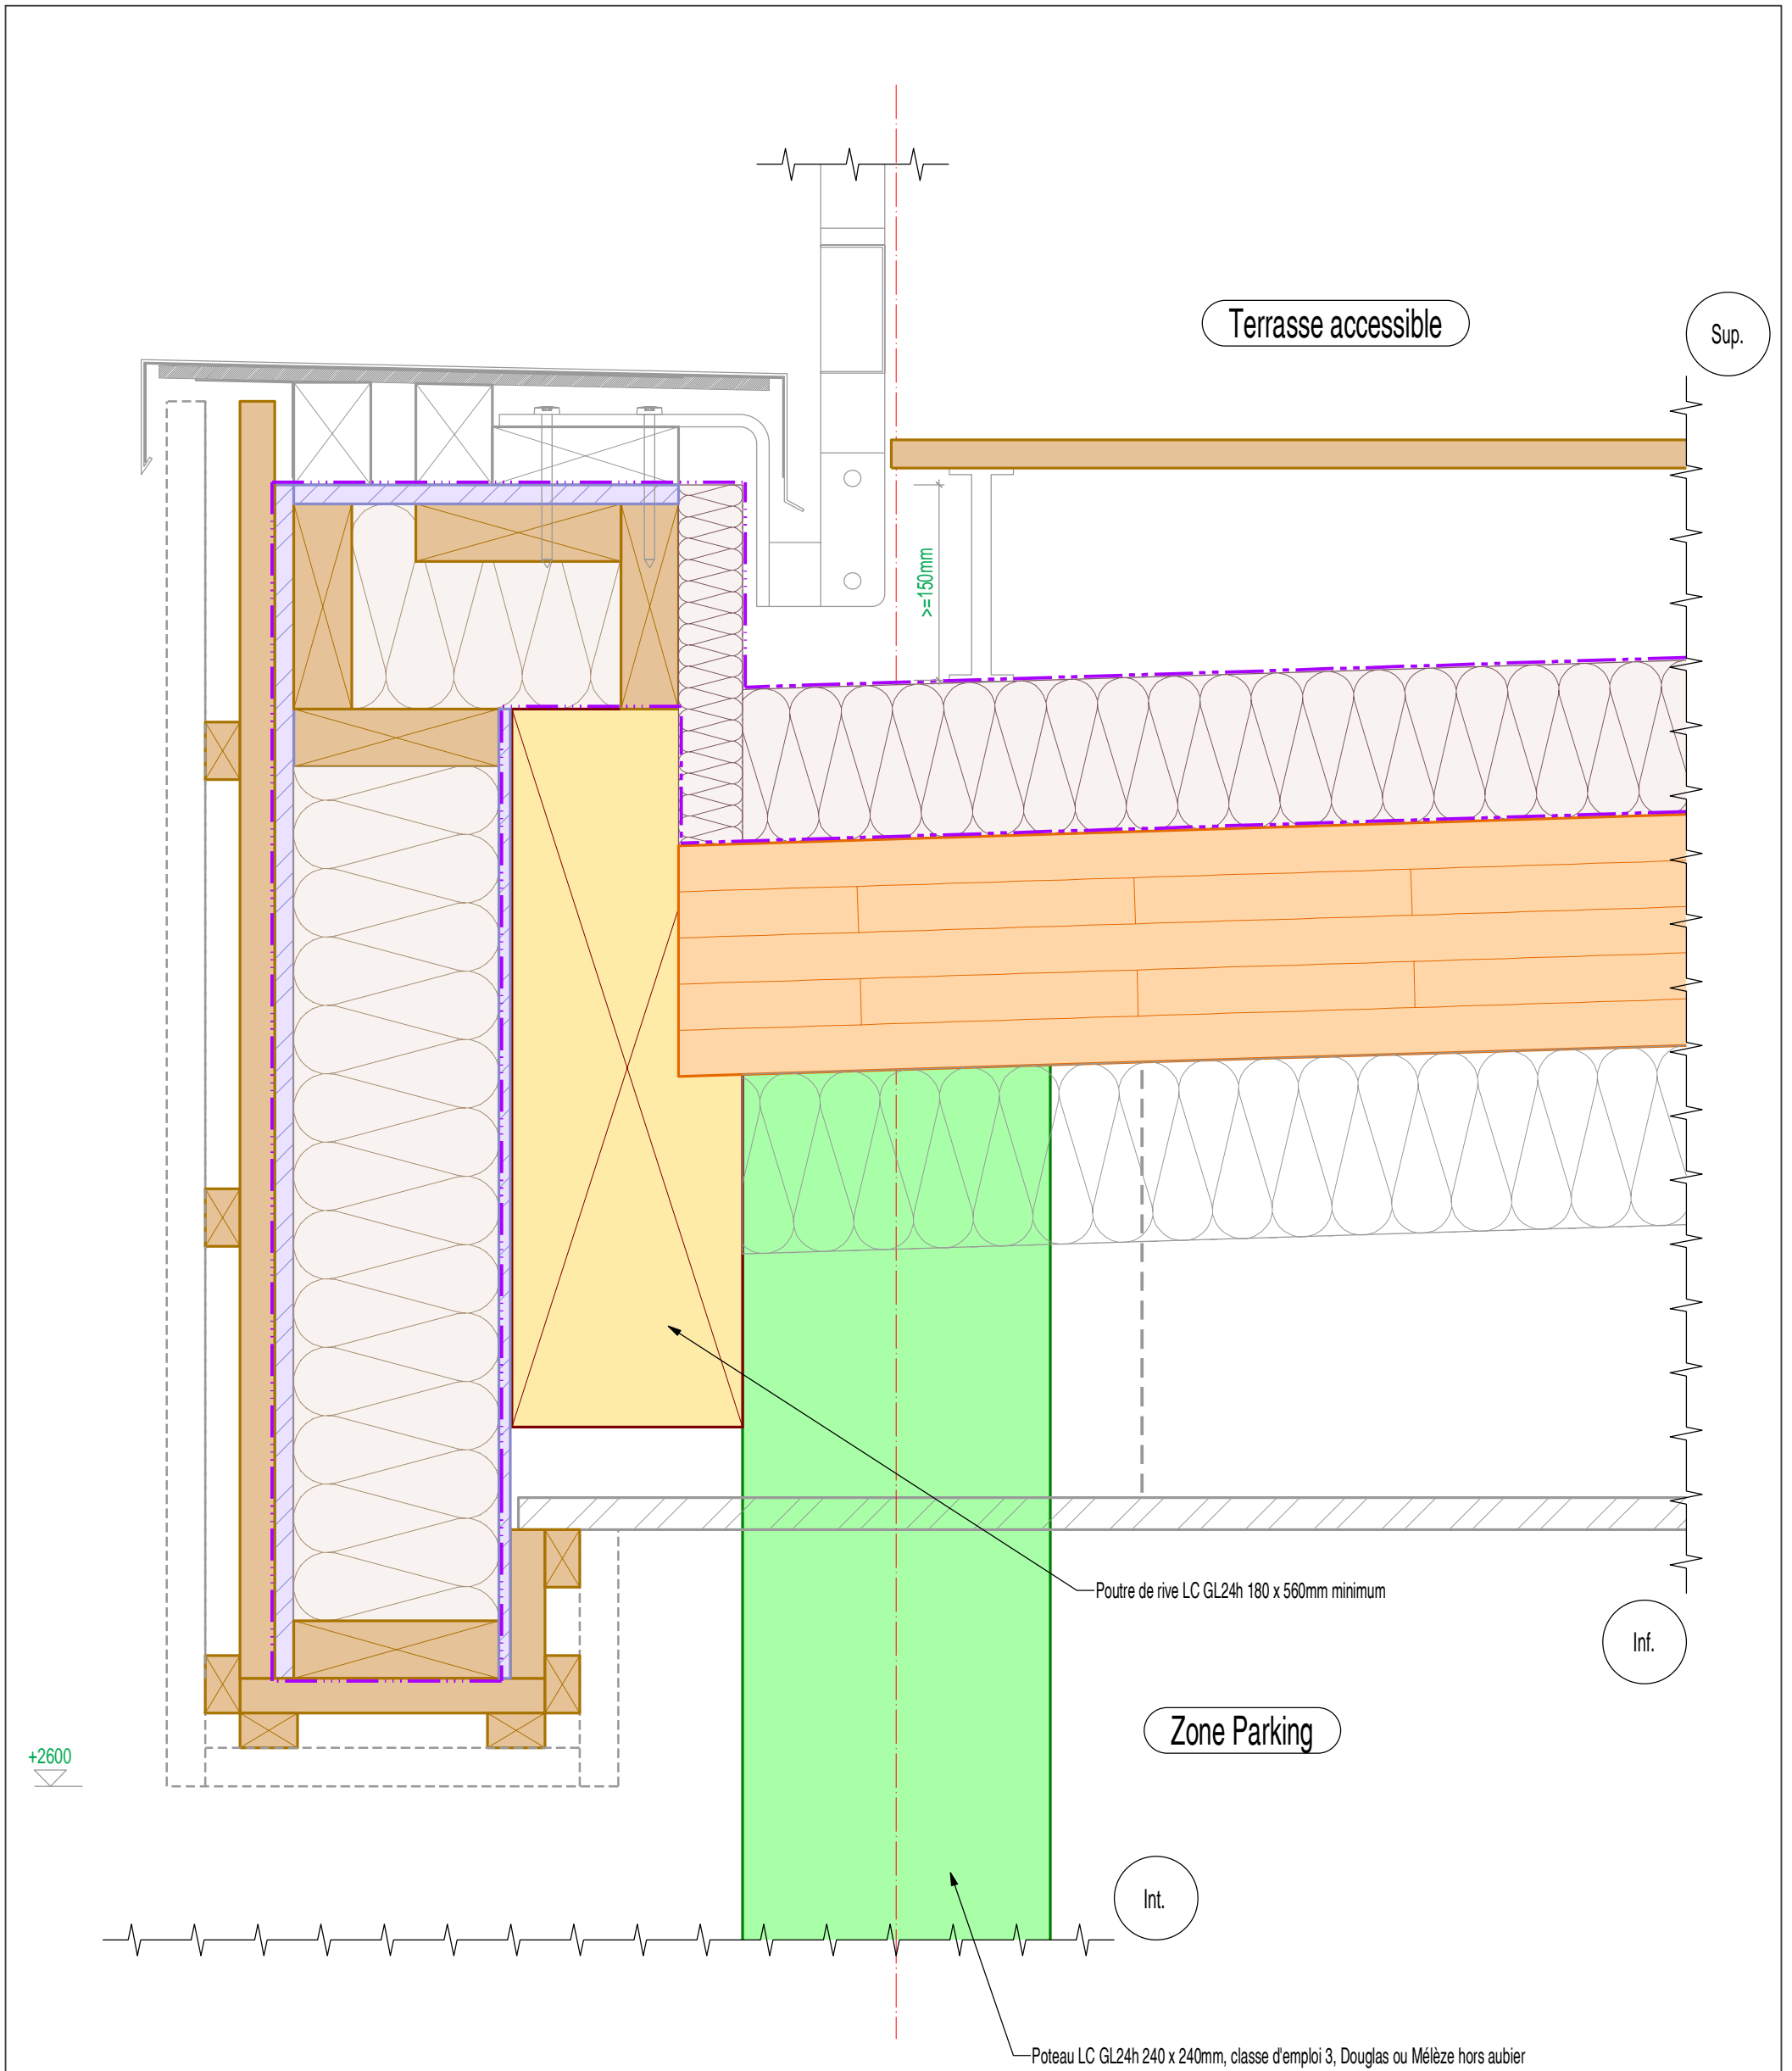 Terrasse accessible
Sup.
>=150mm
Poutre de rive LC GL24h 180 x 560mm minimum
Inf.
Zone Parking
+2600
Int.
Poteau LC GL24h 240 x 240mm, classe d'emploi 3, Douglas ou Mélèze hors aubier